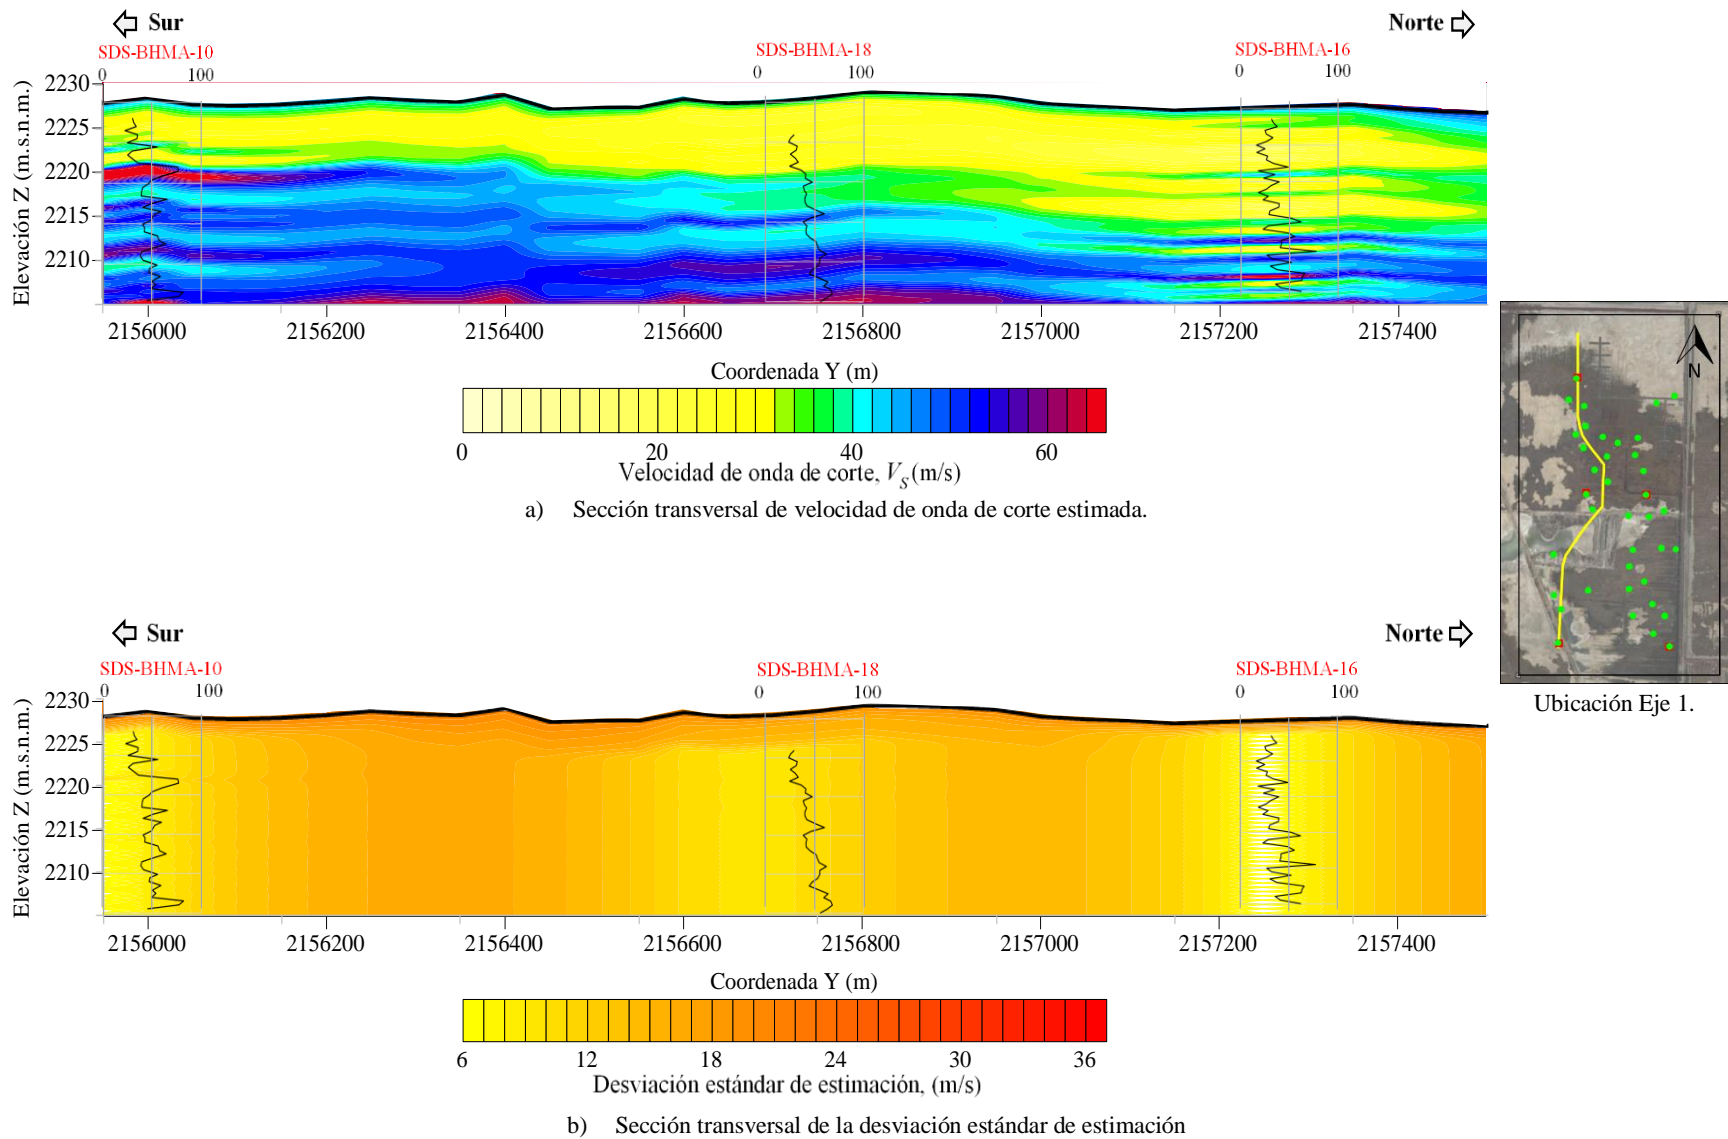 Sur
Norte
SDS-BHMA-10
SDS-BHMA-18
SDS-BHMA-16
0 100
0 100
0 100
Elevación Z (m.s.n.m.)
2230
2225
2220
2215
2210
2156000 2156200 2156400 2156600 2156800 2157000 2157200 2157400
Coordenada Y (m)
0 20 40 60
Velocidad de onda de corte, V_S (m/s)
a) Sección transversal de velocidad de onda de corte estimada.
N
Ubicación Eje 1.
Sur
Norte
SDS-BHMA-10
SDS-BHMA-18
SDS-BHMA-16
0 100
0 100
0 100
Elevación Z (m.s.n.m.)
2230
2225
2220
2215
2210
2156000 2156200 2156400 2156600 2156800 2157000 2157200 2157400
Coordenada Y (m)
6 12 18 24 30 36
Desviación estándar de estimación, (m/s)
b) Sección transversal de la desviación estándar de estimación